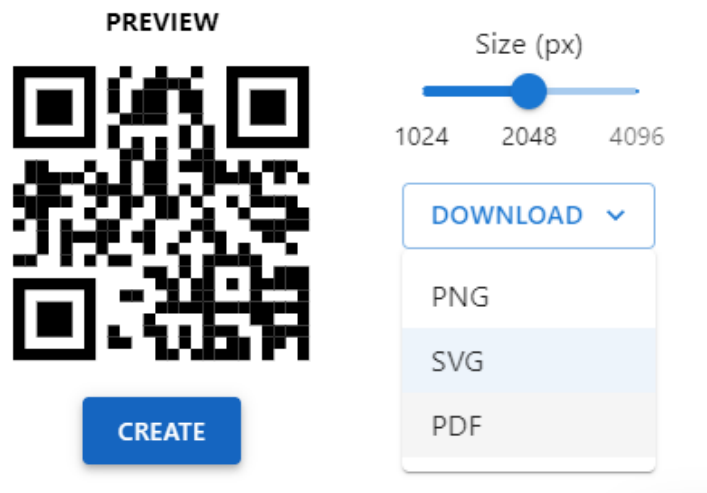 PREVIEW
CREATE
Size (px)
1024 2048 4096
DOWNLOAD
PNG
SVG
PDF